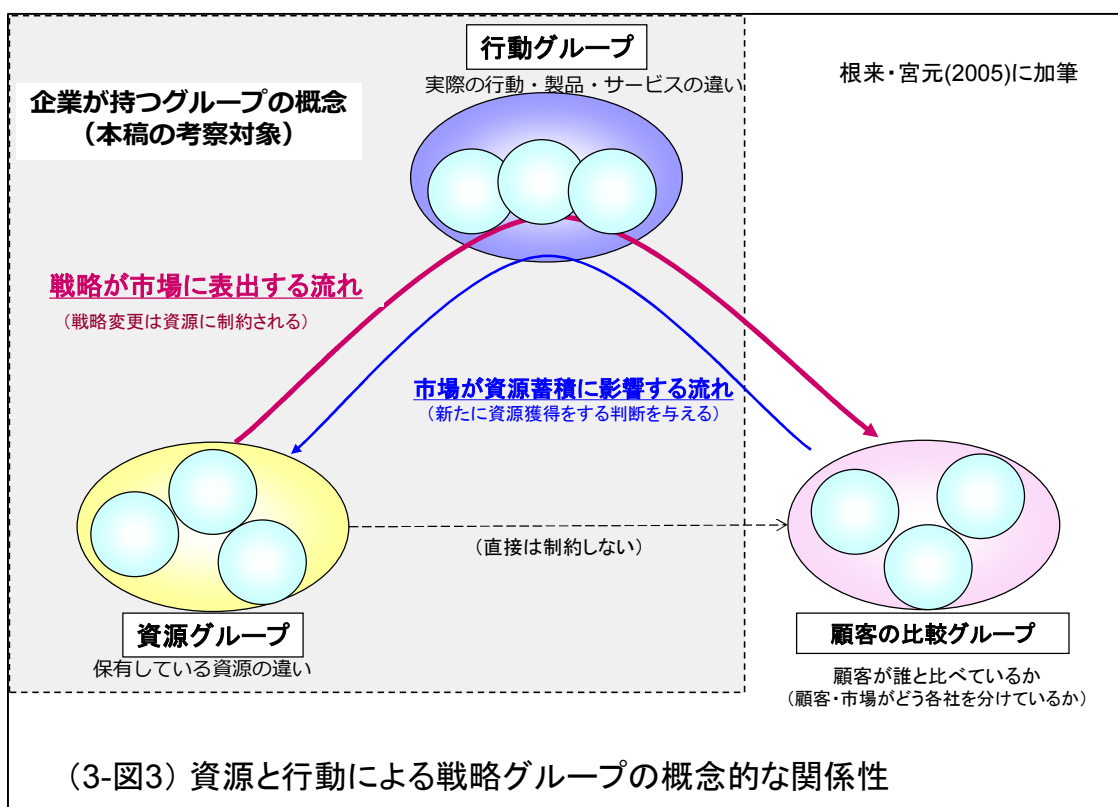 行動グループ
実際の行動・製品・サービスの違い
根来・宮元(2005)に加筆
企業が持つグループの概念
（本稿の考察対象）
戦略が市場に表出する流れ
（戦略変更は資源に制約される）
市場が資源蓄積に影響する流れ
（新たに資源獲得をする判断を与える）
（直接は制約しない）
資源グループ
保有している資源の違い
顧客の比較グループ
顧客が誰と比べているか
（顧客・市場がどう各社を分けているか）
（3-図3）資源と行動による戦略グループの概念的な関係性